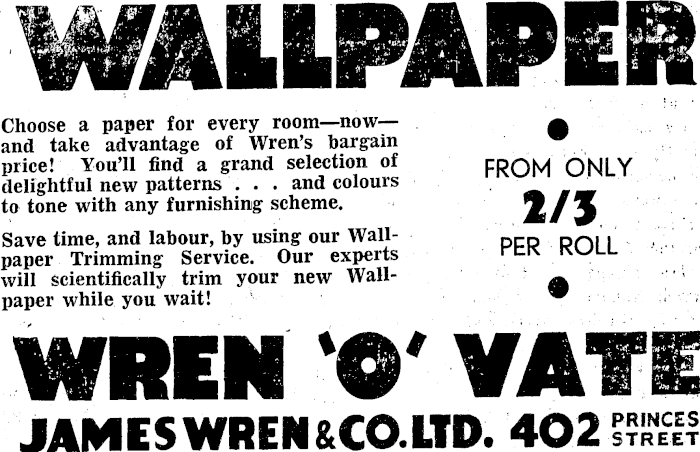 WALLPAPER
Choose a paper for every room—now—
and take advantage of Wren's bargain
price! You'll find a grand selection of
delightful new patterns . . . and colours
to tone with any furnishing scheme.
Save time, and labour, by using our Wall-
paper Trimming Service. Our experts
will scientifically trim your new Wall-
paper while you wait!
FROM ONLY
2/3
PER ROLL
WREN 'O' VATE
JAMES WREN & CO. LTD. 402 PRINCES
STREET